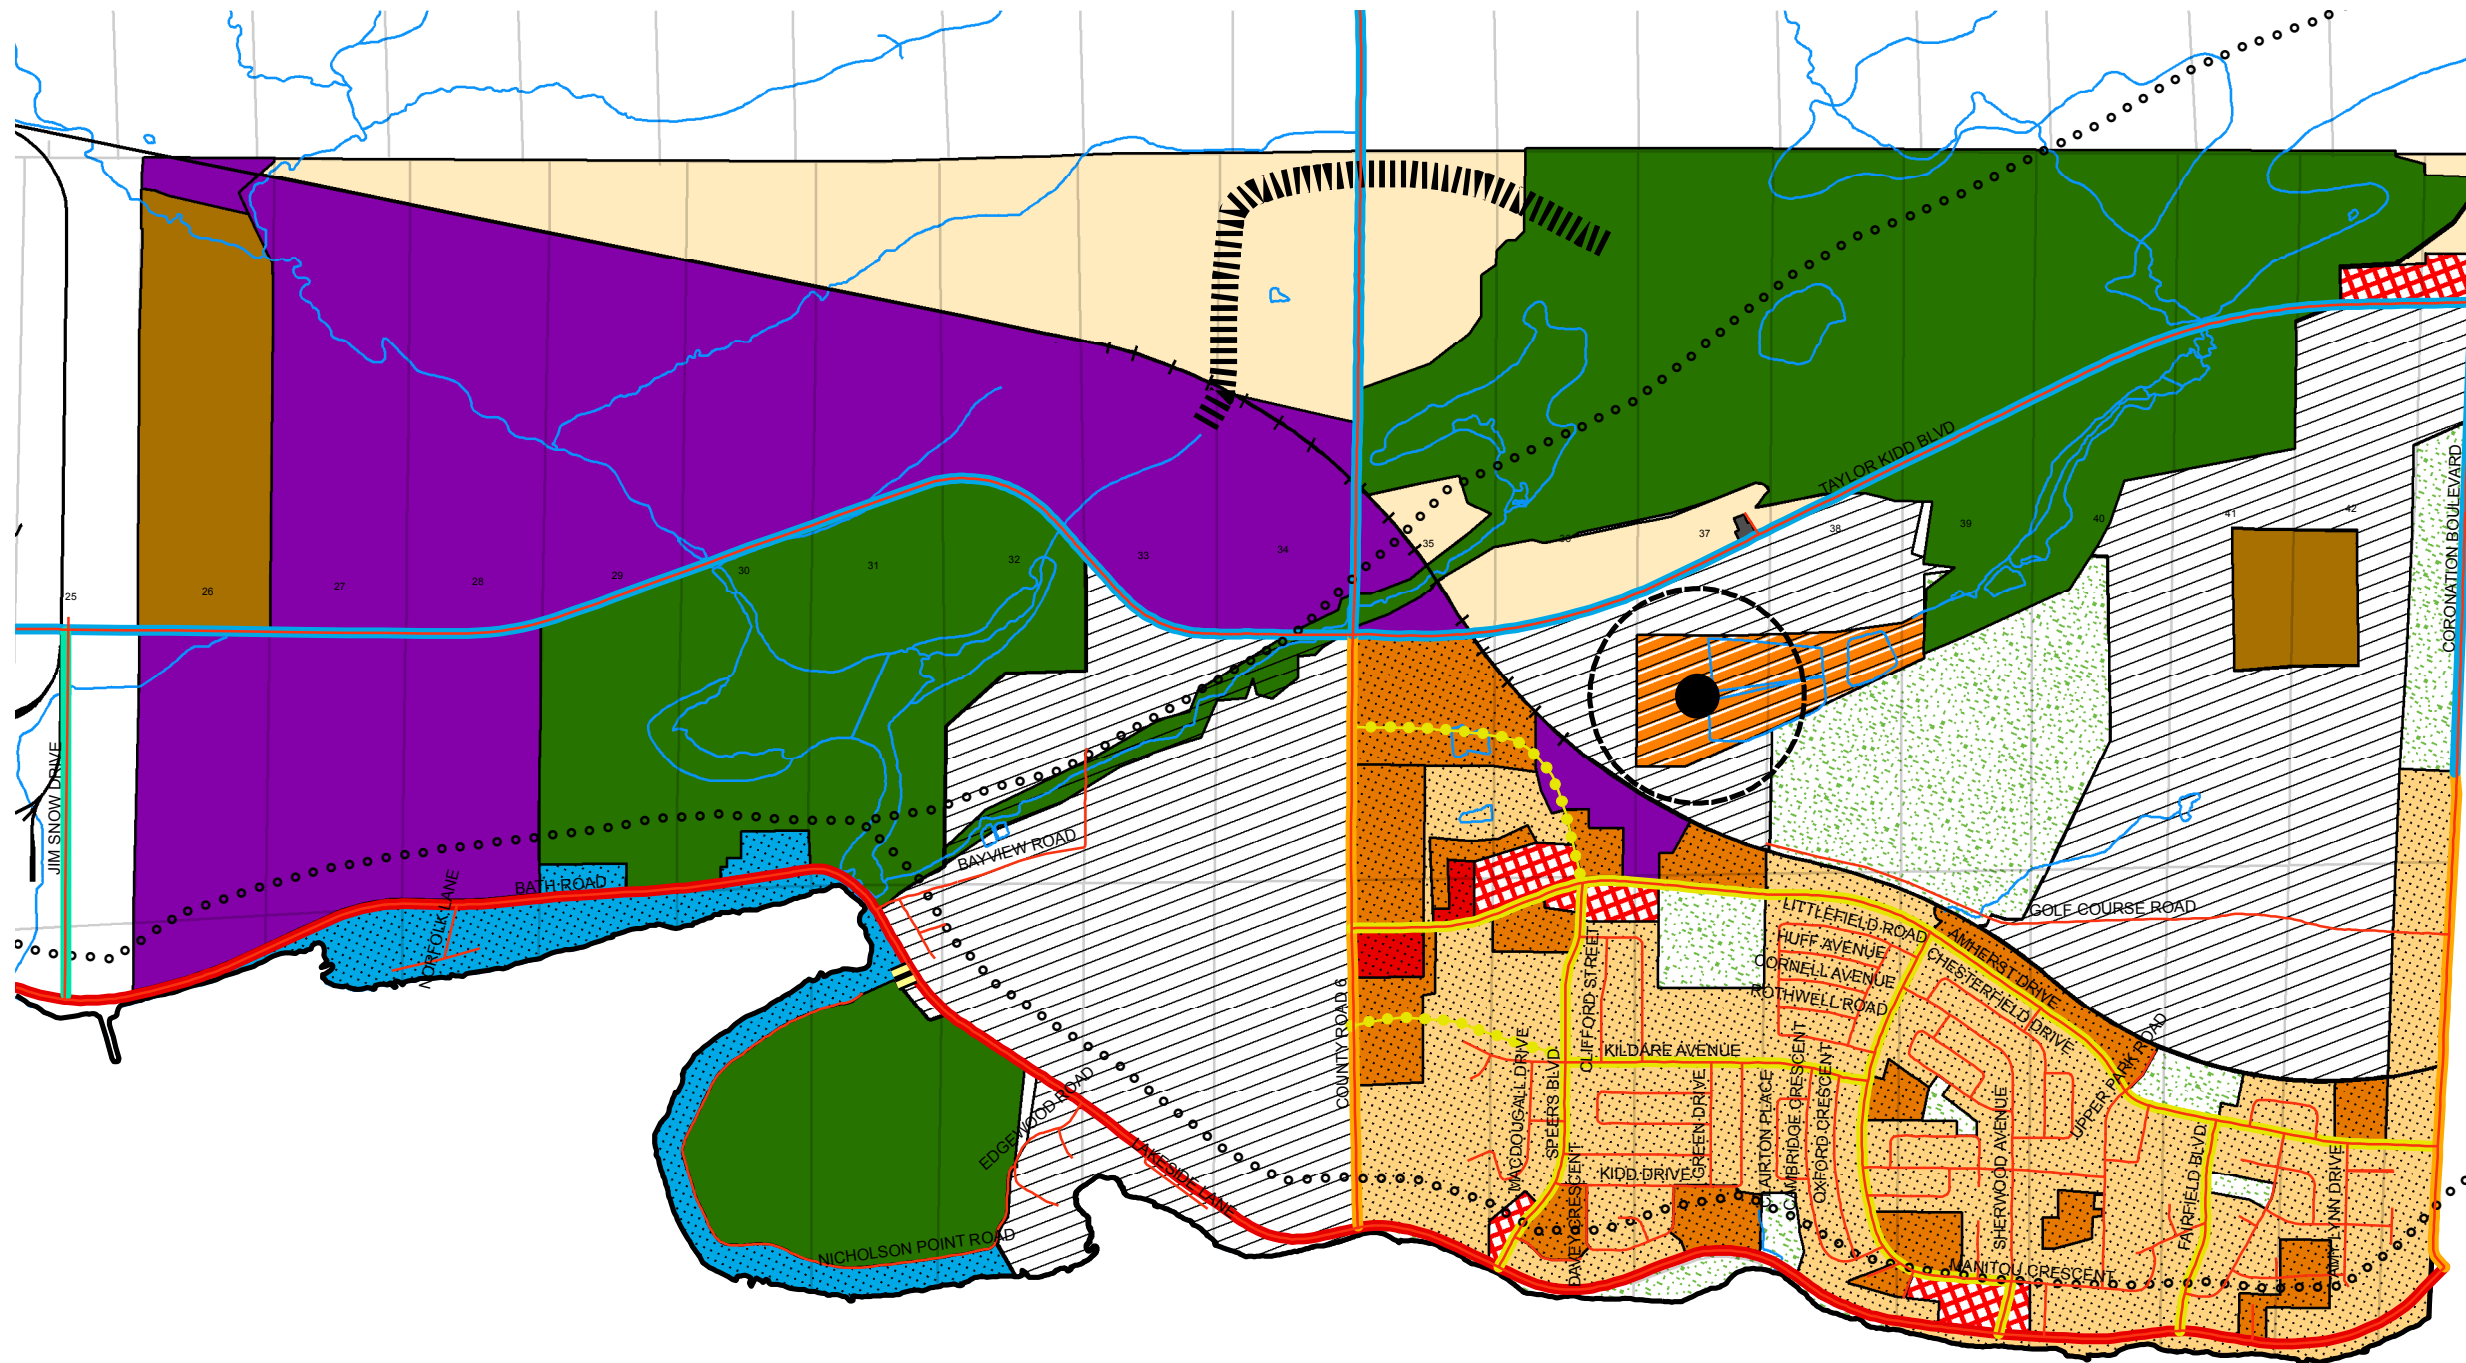 TAYLOR KIDD BLVD
CORONATION BOULEVARD
25
26
27
28
29
30
31
32
33
34
35
36
37
38
39
40
41
42
JIM SNOW DRIVE
NORFOLK LANE
BATH ROAD
BAYVIEW ROAD
EDGEWOOD ROAD
LAKESIDE LANE
NICHOLSON POINT ROAD
COUNTY ROAD 6
GOLF COURSE ROAD
LITTLEFIELD ROAD
HUFF AVENUE
CORNELL AVENUE
ROTHWELL ROAD
AMHERST DRIVE
CHESTERFIELD DRIVE
CLIFFORD STREET
KILDARE AVENUE
MACDOUGALL DRIVE
SPEERS BLVD.
DAVEY CRESCENT
GREEN DRIVE
KIDD DRIVE
CLAIRTON PLACE
CAMBRIDGE CRESCENT
OXFORD CRESCENT
UPPER PARK ROAD
SHERWOOD AVENUE
FAIRFIELD BLVD.
AMY LYNN DRIVE
MANITOU CRESCENT